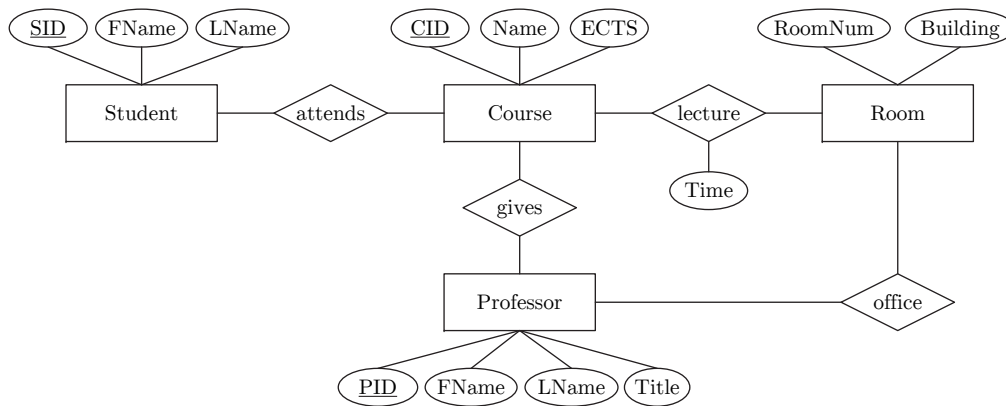 SID FName LName CID Name ECTS RoomNum Building
Student attends Course lecture Room
Time
gives
Professor office
PID FName LName Title